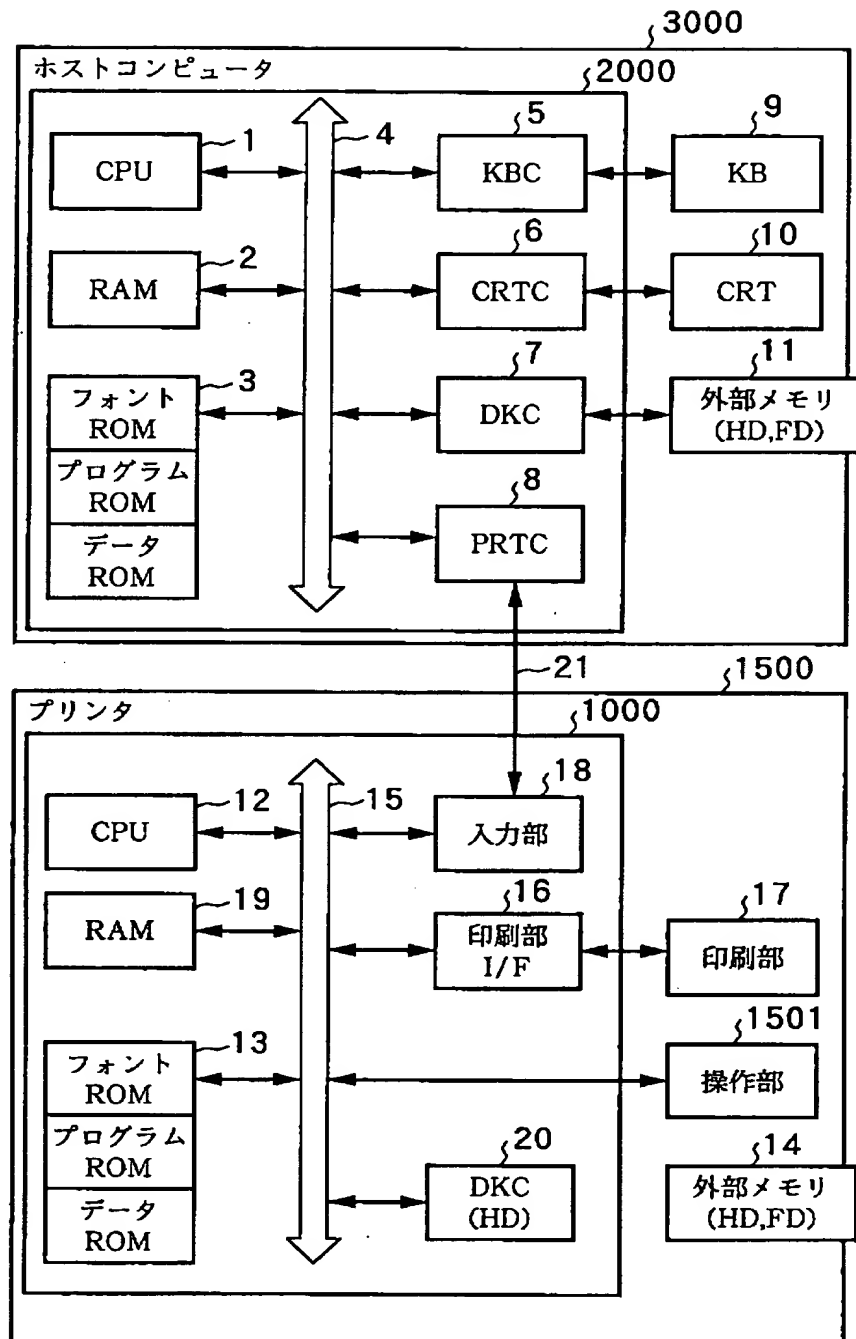 3000
ホストコンピュータ
2000
1
4
5
9
CPU
KBC
KB
2
6
10
RAM
CRTC
CRT
3
7
11
フォント
ROM
DKC
外部メモリ
(HD,FD)
プログラム
ROM
8
データ
ROM
PRTC
21
1500
プリンタ
1000
12
15
18
CPU
入力部
19
16
17
RAM
印刷部
I/F
印刷部
1501
13
フォント
ROM
操作部
プログラム
ROM
20
14
データ
ROM
DKC
(HD)
外部メモリ
(HD,FD)